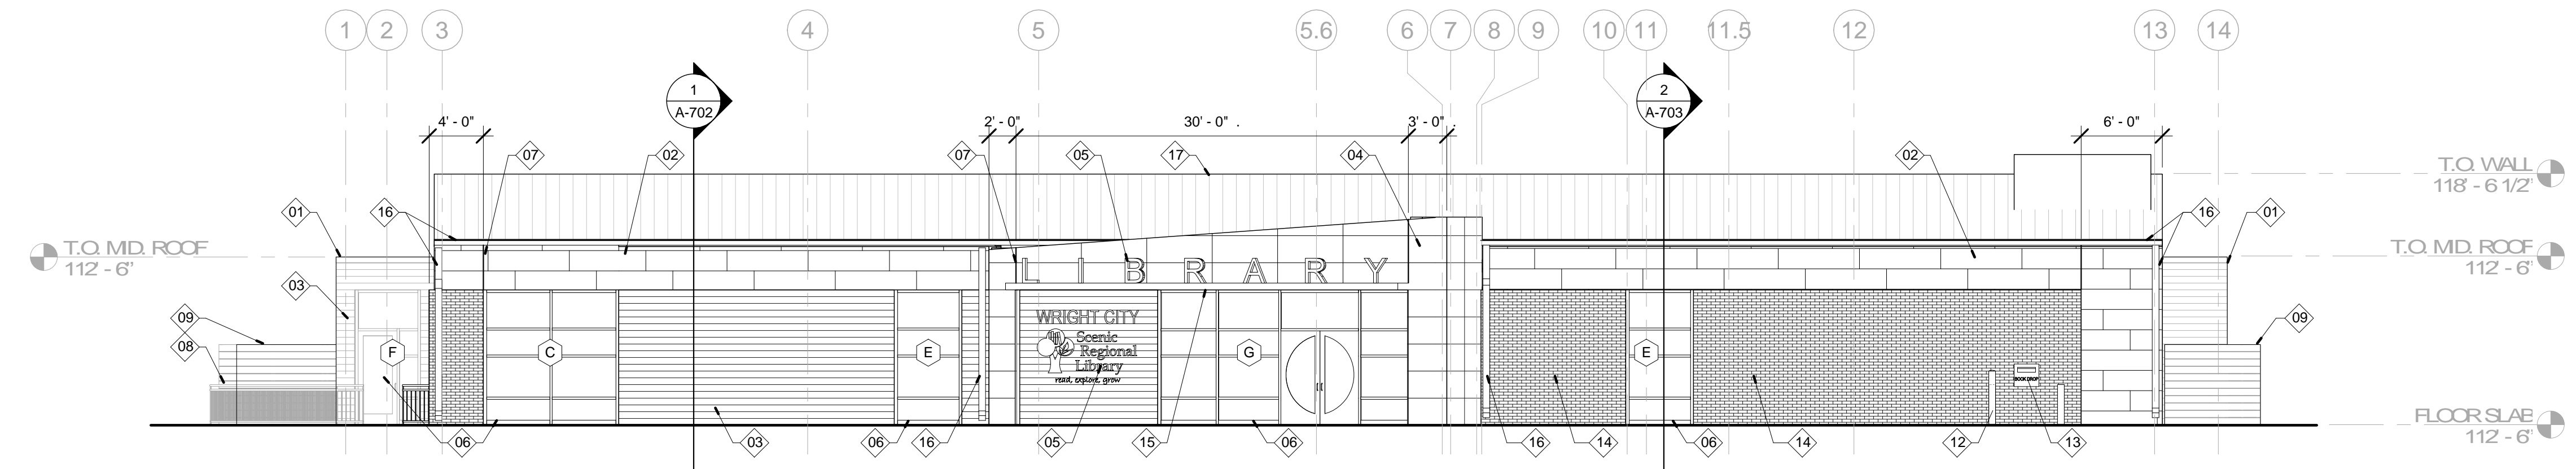 1 2 3 4 5 5.6 6 7 8 9 10 11 11.5 12 13 14
1
A-702
2
A-703
4' - 0"
2' - 0"
30' - 0" .
3' - 0" .
6' - 0"
07 02 07 05 17 04 02
T.O. WALL
118' - 6 1/2"
01 16 16 01
T.O. MID. ROOF
112' - 6"
T.O. MID. ROOF
112' - 6"
LIBRARY
03
09
08
09
WRIGHT CITY
Scenic
Regional
Library
read, explore, grow
F C E G E
BOOK DROP
FLOOR SLAB
112' - 6"
06 03 06 16 05 15 06 16 14 06 14 12 13